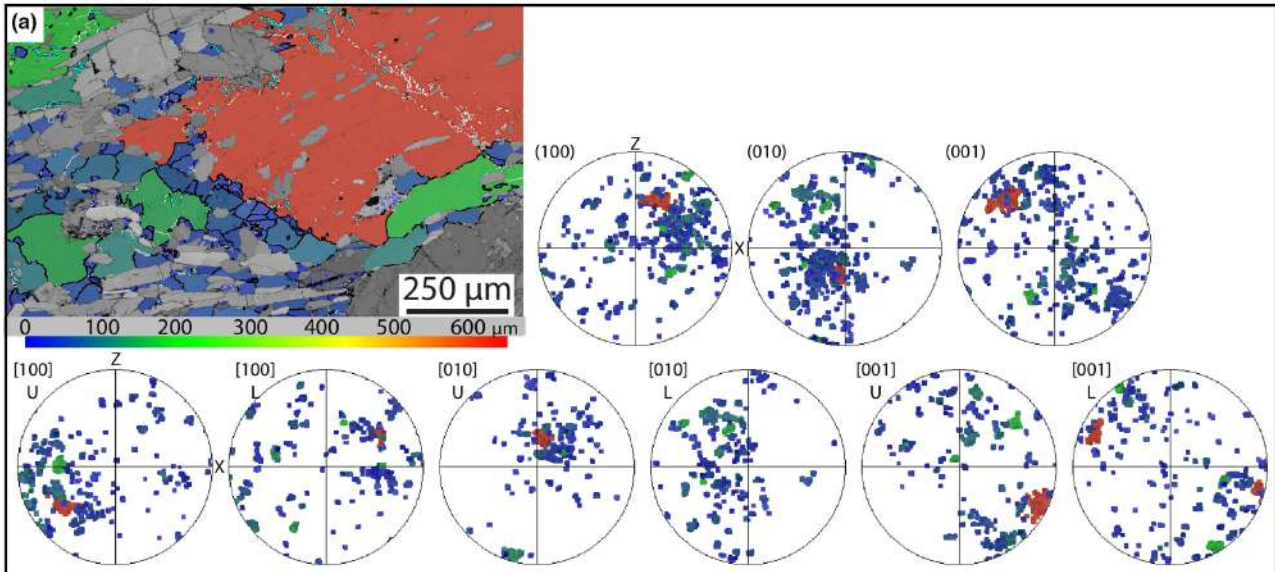 (a)
250 µm
0 100 200 300 400 500 600 µm
(100) Z (010) (001)
X
[100] Z [100] [010] [010] [001] [001]
U L U L U L
X